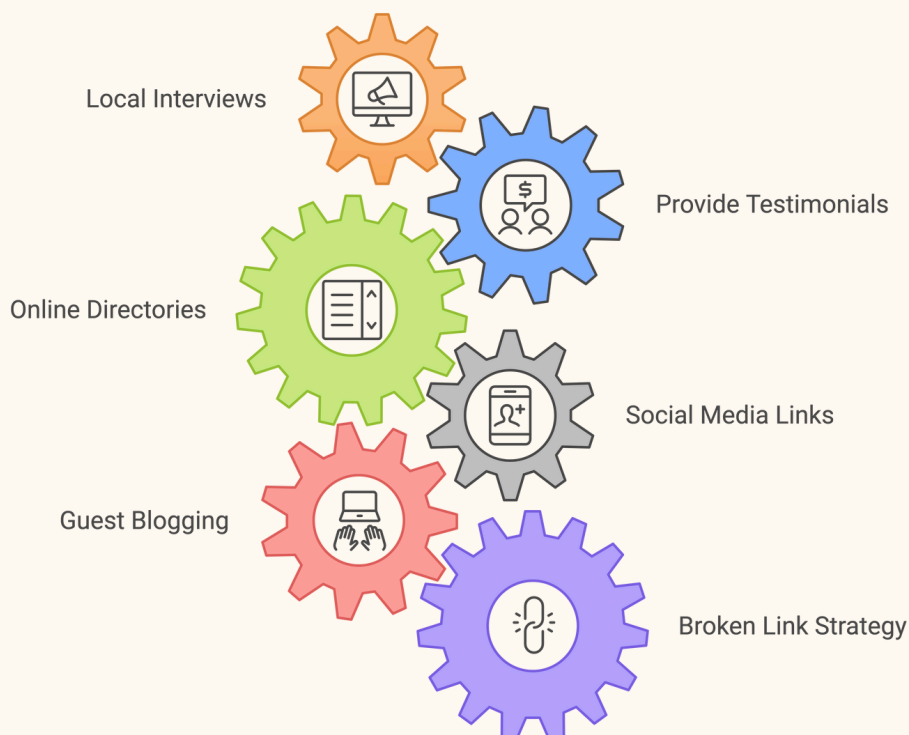 Local Interviews
Provide Testimonials
Online Directories
Social Media Links
Guest Blogging
Broken Link Strategy
$